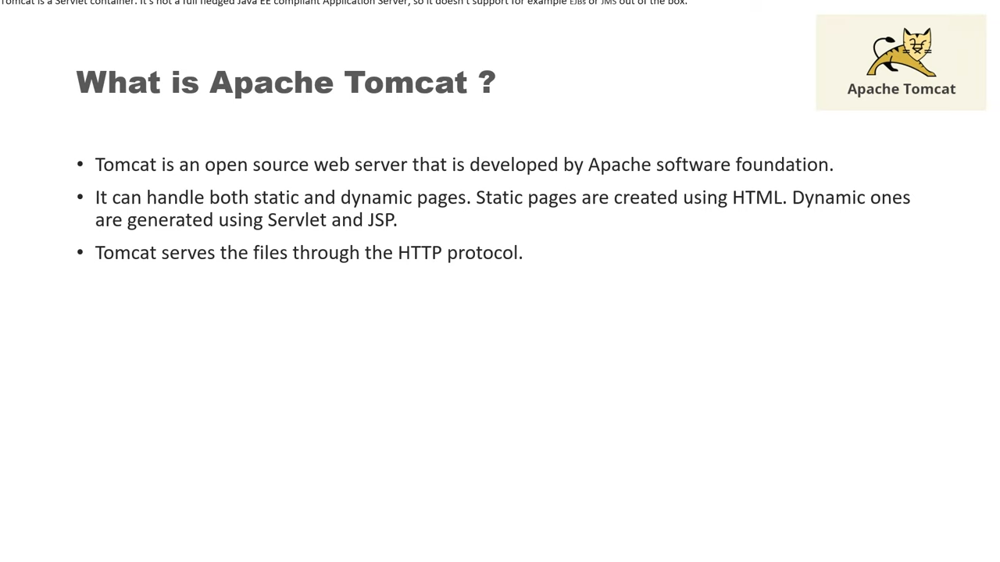 Tomcat is a Servlet container. It's not a full fledged Java EE compliant Application Server, so it doesn't support for example EJBs or JMS out of the box.
Apache Tomcat
What is Apache Tomcat ?
• Tomcat is an open source web server that is developed by Apache software foundation.
• It can handle both static and dynamic pages. Static pages are created using HTML. Dynamic ones
are generated using Servlet and JSP.
• Tomcat serves the files through the HTTP protocol.